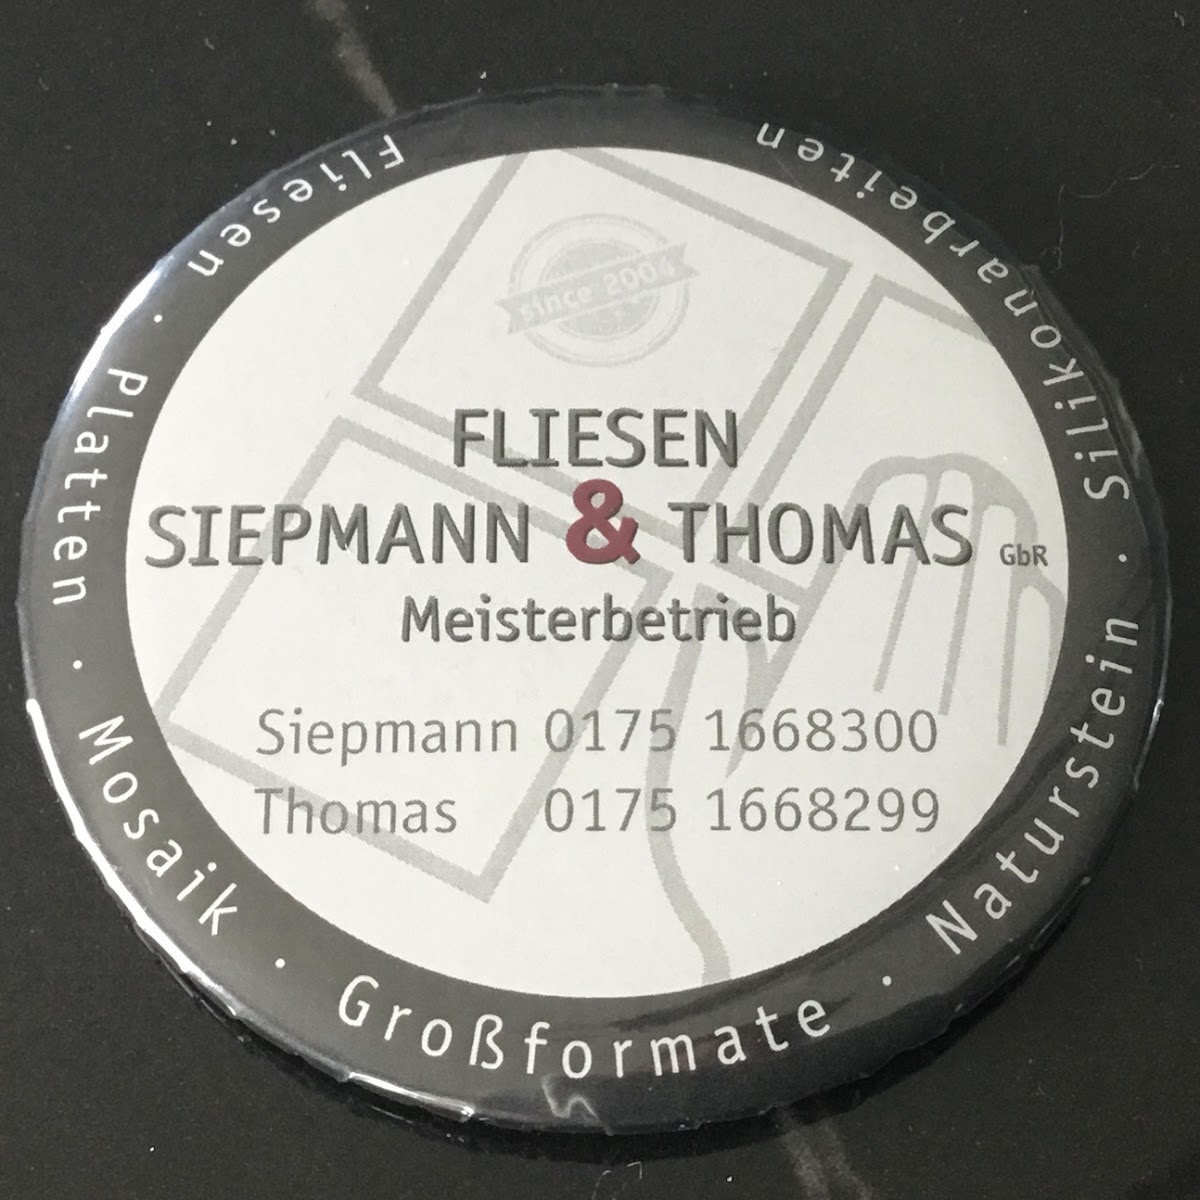 since 2004
FLIESEN
SIEPMANN & THOMAS GbR
Meisterbetrieb
Siepmann 0175 1668300
Thomas 0175 1668299
Fliesen · Platten · Mosaik · Großformate · Naturstein · Silikonarbeiten